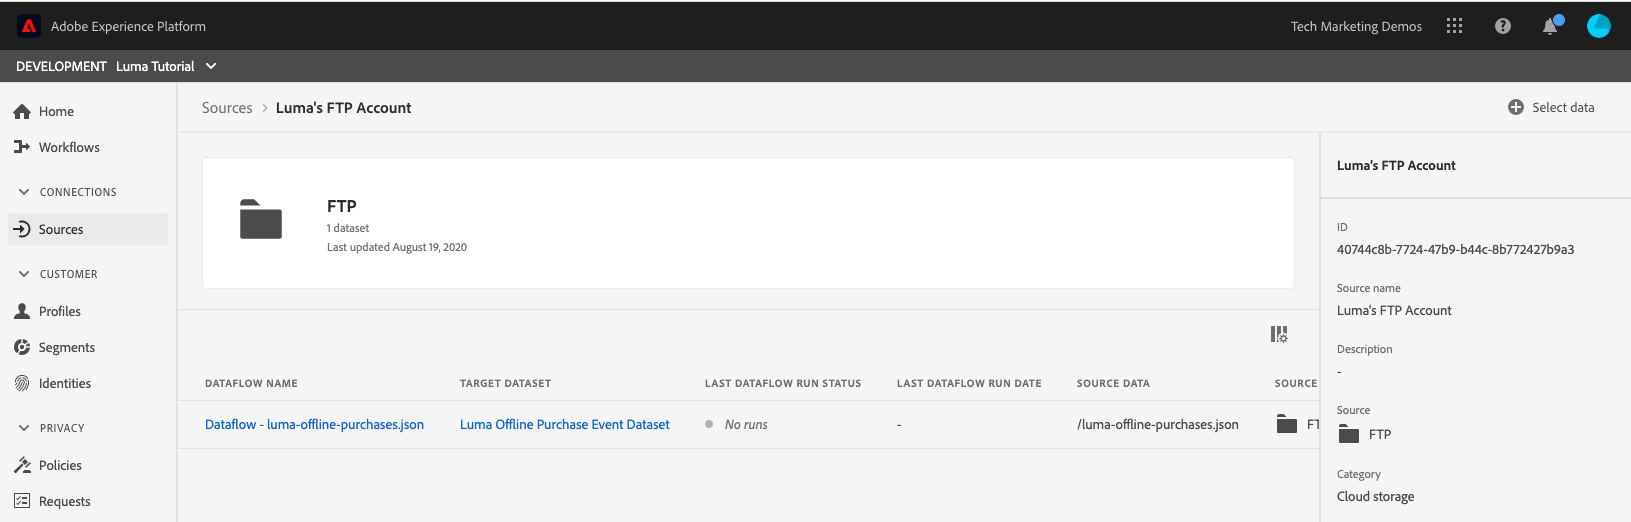 Adobe Experience Platform
Tech Marketing Demos
DEVELOPMENT Luma Tutorial
Home
Workflows
CONNECTIONS
Sources
CUSTOMER
Profiles
Segments
Identities
PRIVACY
Policies
Requests
Sources > Luma's FTP Account
Select data
FTP
1 dataset
Last updated August 19, 2020
DATAFLOW NAME TARGET DATASET LAST DATAFLOW RUN STATUS LAST DATAFLOW RUN DATE SOURCE DATA SOURCE
Dataflow - luma-offline-purchases.json Luma Offline Purchase Event Dataset No runs - /luma-offline-purchases.json FT
Luma's FTP Account
ID
40744c8b-7724-47b9-b44c-8b772427b9a3
Source name
Luma's FTP Account
Description
-
Source
FTP
Category
Cloud storage